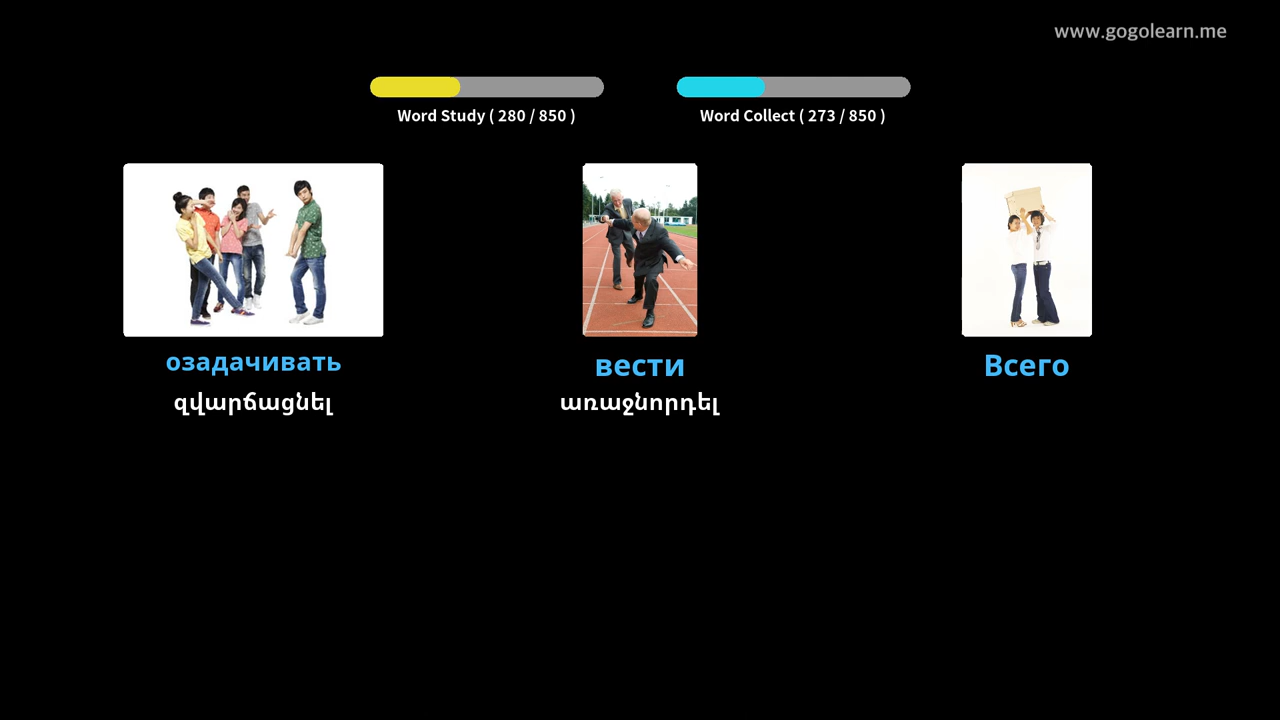 www.gogolearn.me
Word Study ( 280 / 850 )
Word Collect ( 273 / 850 )
озадачивать
вести
Всего
զվարճացնել
առաջնորդել